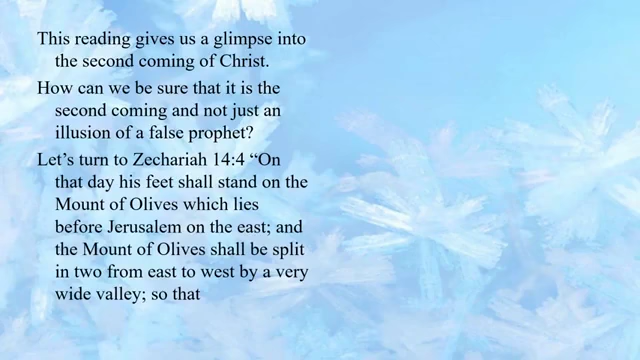 This reading gives us a glimpse into
the second coming of Christ.
How can we be sure that it is the
second coming and not just an
illusion of a false prophet?
Let’s turn to Zechariah 14:4 “On
that day his feet shall stand on the
Mount of Olives which lies
before Jerusalem on the east; and
the Mount of Olives shall be split
in two from east to west by a very
wide valley; so that